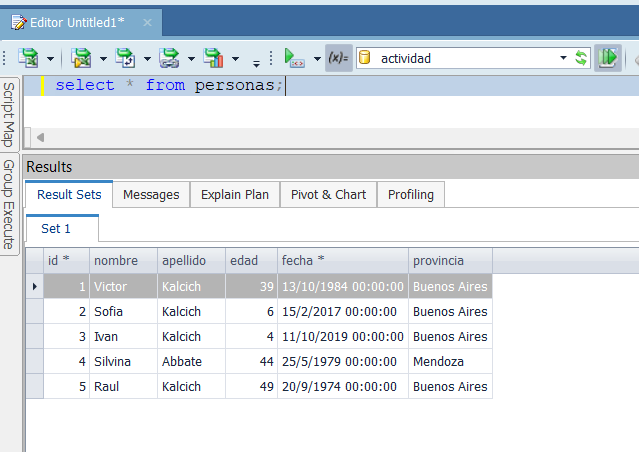 Editor Untitled1*
(x)=
actividad
select * from personas;
Script Map
Group Execute
Results
Result Sets Messages Explain Plan Pivot & Chart Profiling
Set 1
id * nombre apellido edad fecha * provincia
1 Victor Kalcich 39 13/10/1984 00:00:00 Buenos Aires
2 Sofia Kalcich 6 15/2/2017 00:00:00 Buenos Aires
3 Ivan Kalcich 4 11/10/2019 00:00:00 Buenos Aires
4 Silvina Abbate 44 25/5/1979 00:00:00 Mendoza
5 Raul Kalcich 49 20/9/1974 00:00:00 Buenos Aires